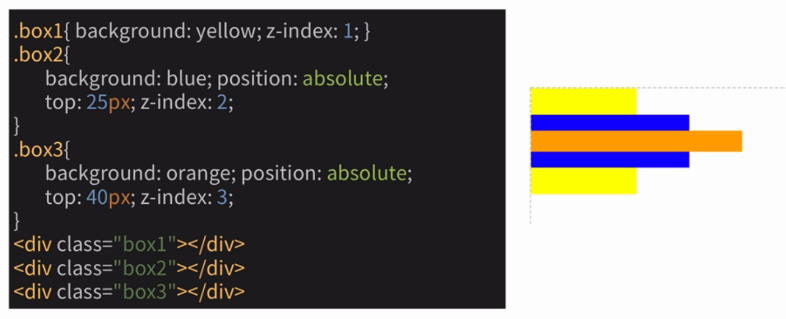 .box1{ background: yellow; z-index: 1; }
.box2{
background: blue; position: absolute;
top: 25px; z-index: 2;
}
.box3{
background: orange; position: absolute;
top: 40px; z-index: 3;
}
<div class="box1"></div>
<div class="box2"></div>
<div class="box3"></div>